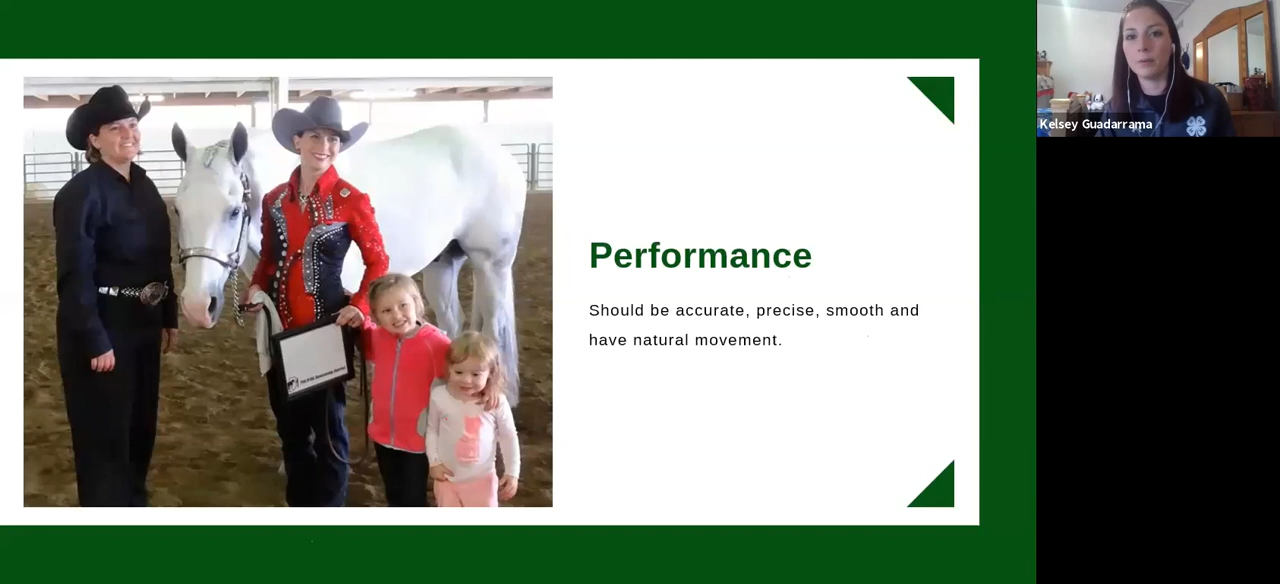 Performance
Should be accurate, precise, smooth and
have natural movement.
Kelsey Guadarrama